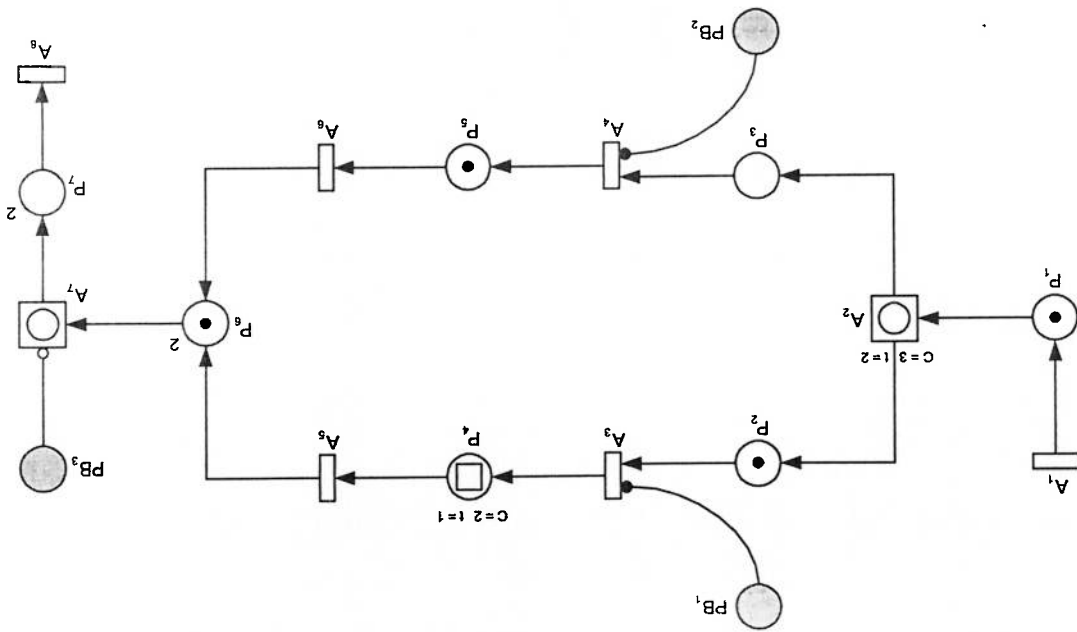 PB₁
C = 2 t = 1
A₁
PB₃
P₂
A₃
P₄
A₅
C = 3 t = 2
A₂
2
P₆
P₁
A₇
2
P₇
P₃
A₄
P₅
A₆
A₈
PB₂